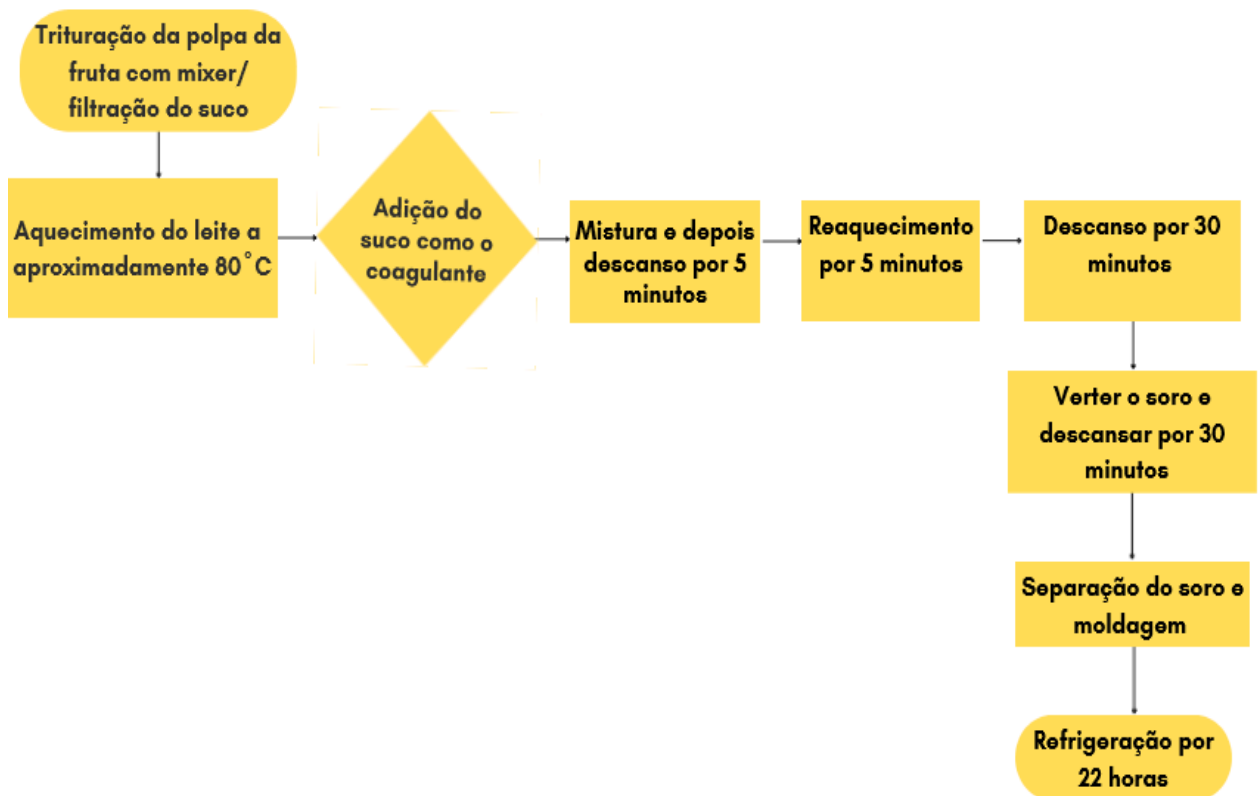 Trituração da polpa da
fruta com mixer/
filtração do suco
Aquecimento do leite a
aproximadamente 80°C
Adição do
suco como o
coagulante
Mistura e depois
descanso por 5
minutos
Reaquecimento
por 5 minutos
Descanso por 30
minutos
Verter o soro e
descansar por 30
minutos
Separação do soro e
moldagem
Refrigeração por
22 horas